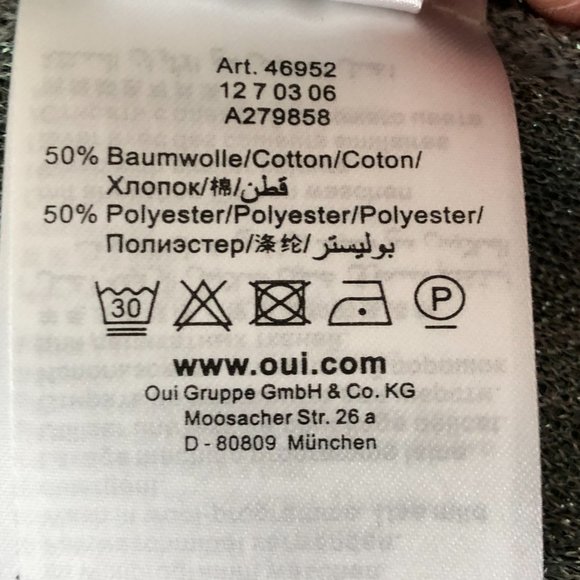 Art. 46952
12 7 03 06
A279858
50% Baumwolle/Cotton/Coton/
Хлопок/棉/قطن
50% Polyester/Polyester/Polyester/
Полиэстер/涤纶/بوليستر
30
P
www.oui.com
Oui Gruppe GmbH & Co. KG
Moosacher Str. 26 a
D - 80809 München